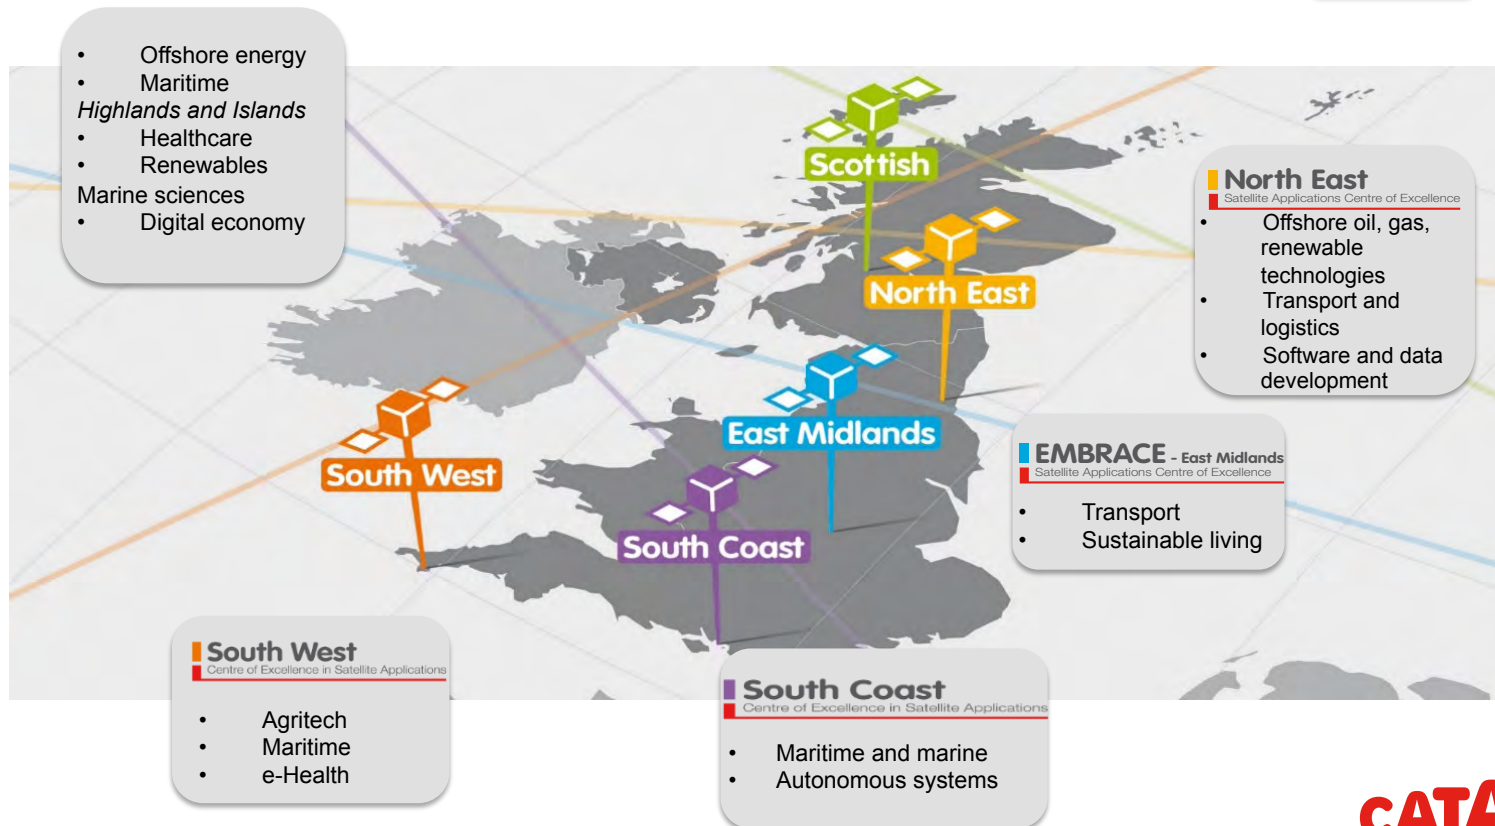 • Offshore energy
• Maritime
Highlands and Islands
• Healthcare
• Renewables
Marine sciences
• Digital economy
Scottish
North East
East Midlands
South West
South Coast
North East
Satellite Applications Centre of Excellence
• Offshore oil, gas,
renewable
technologies
• Transport and
logistics
• Software and data
development
EMBRACE - East Midlands
Satellite Applications Centre of Excellence
• Transport
• Sustainable living
South West
Centre of Excellence in Satellite Applications
• Agritech
• Maritime
• e-Health
South Coast
Centre of Excellence in Satellite Applications
• Maritime and marine
• Autonomous systems
CATA